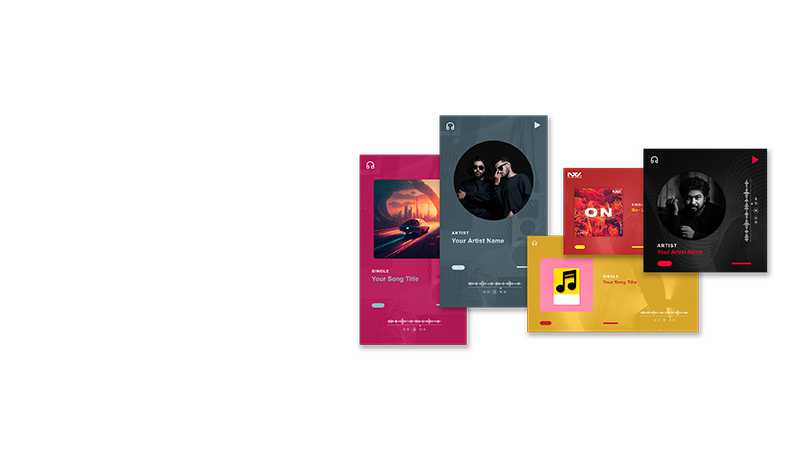 SINGLE
Your Song Title
ARTIST
Your Artist Name
ON
SINGLE
SINGLE
Your Song Title
ARTIST
Your Artist Name